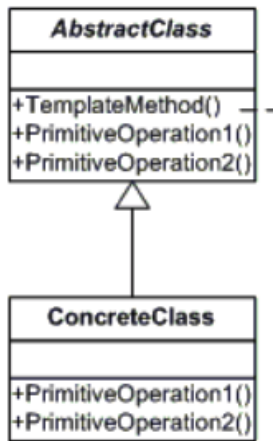 AbstractClass
+TemplateMethod()
+PrimitiveOperation1()
+PrimitiveOperation2()
ConcreteClass
+PrimitiveOperation1()
+PrimitiveOperation2()